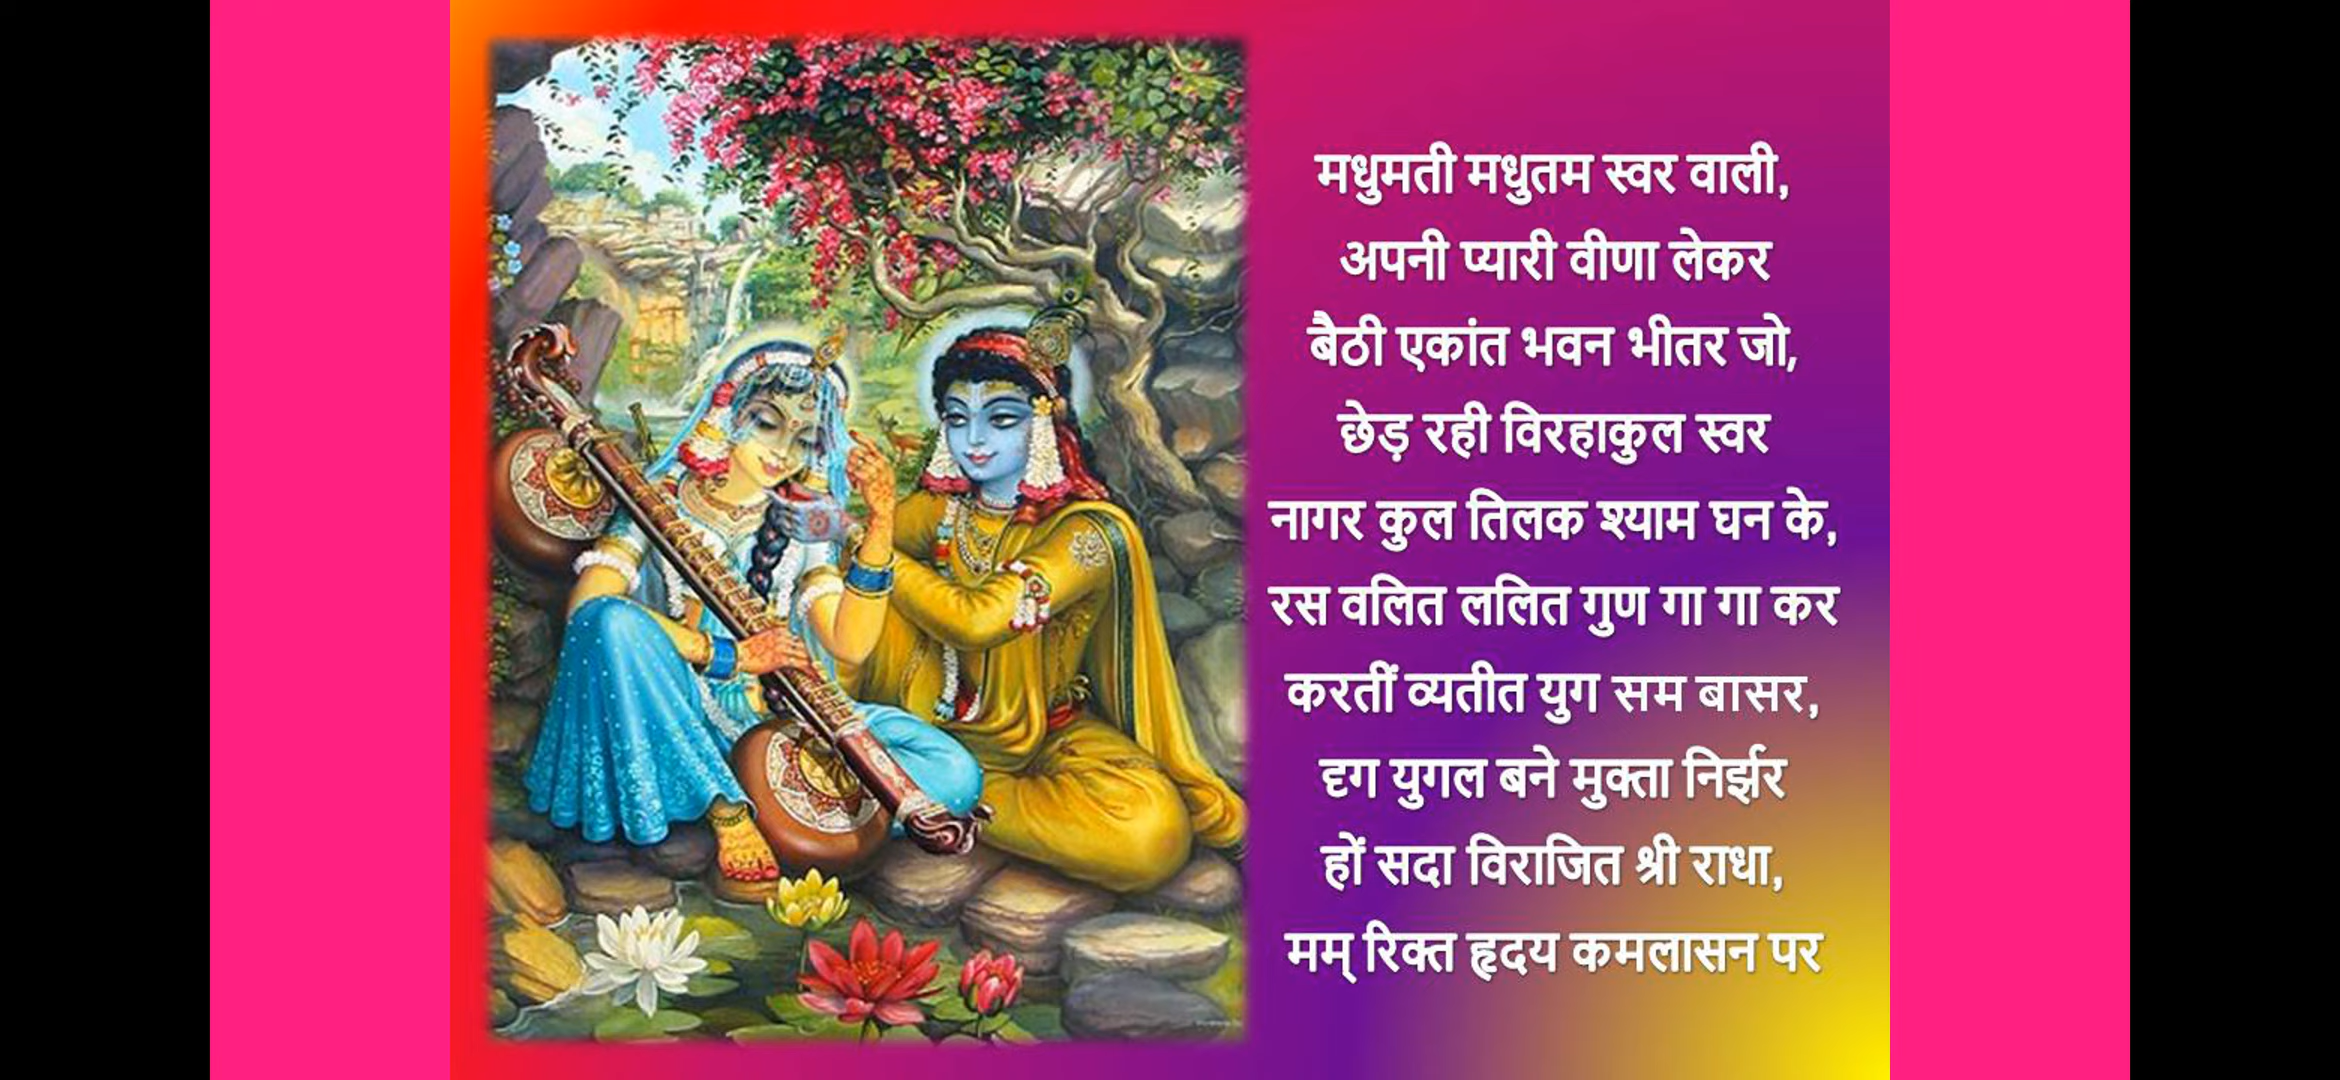 मधुमती मधुतम स्वर वाली,
अपनी प्यारी वीणा लेकर
बैठी एकांत भवन भीतर जो,
छेड़ रही विरहाकुल स्वर
नागर कुल तिलक श्याम घन के,
रस वलित ललित गुण गा गा कर
करतीं व्यतीत युग सम बासर,
दृग युगल बने मुक्ता निर्झर
हों सदा विराजित श्री राधा,
मम् रिक्त हृदय कमलासन पर